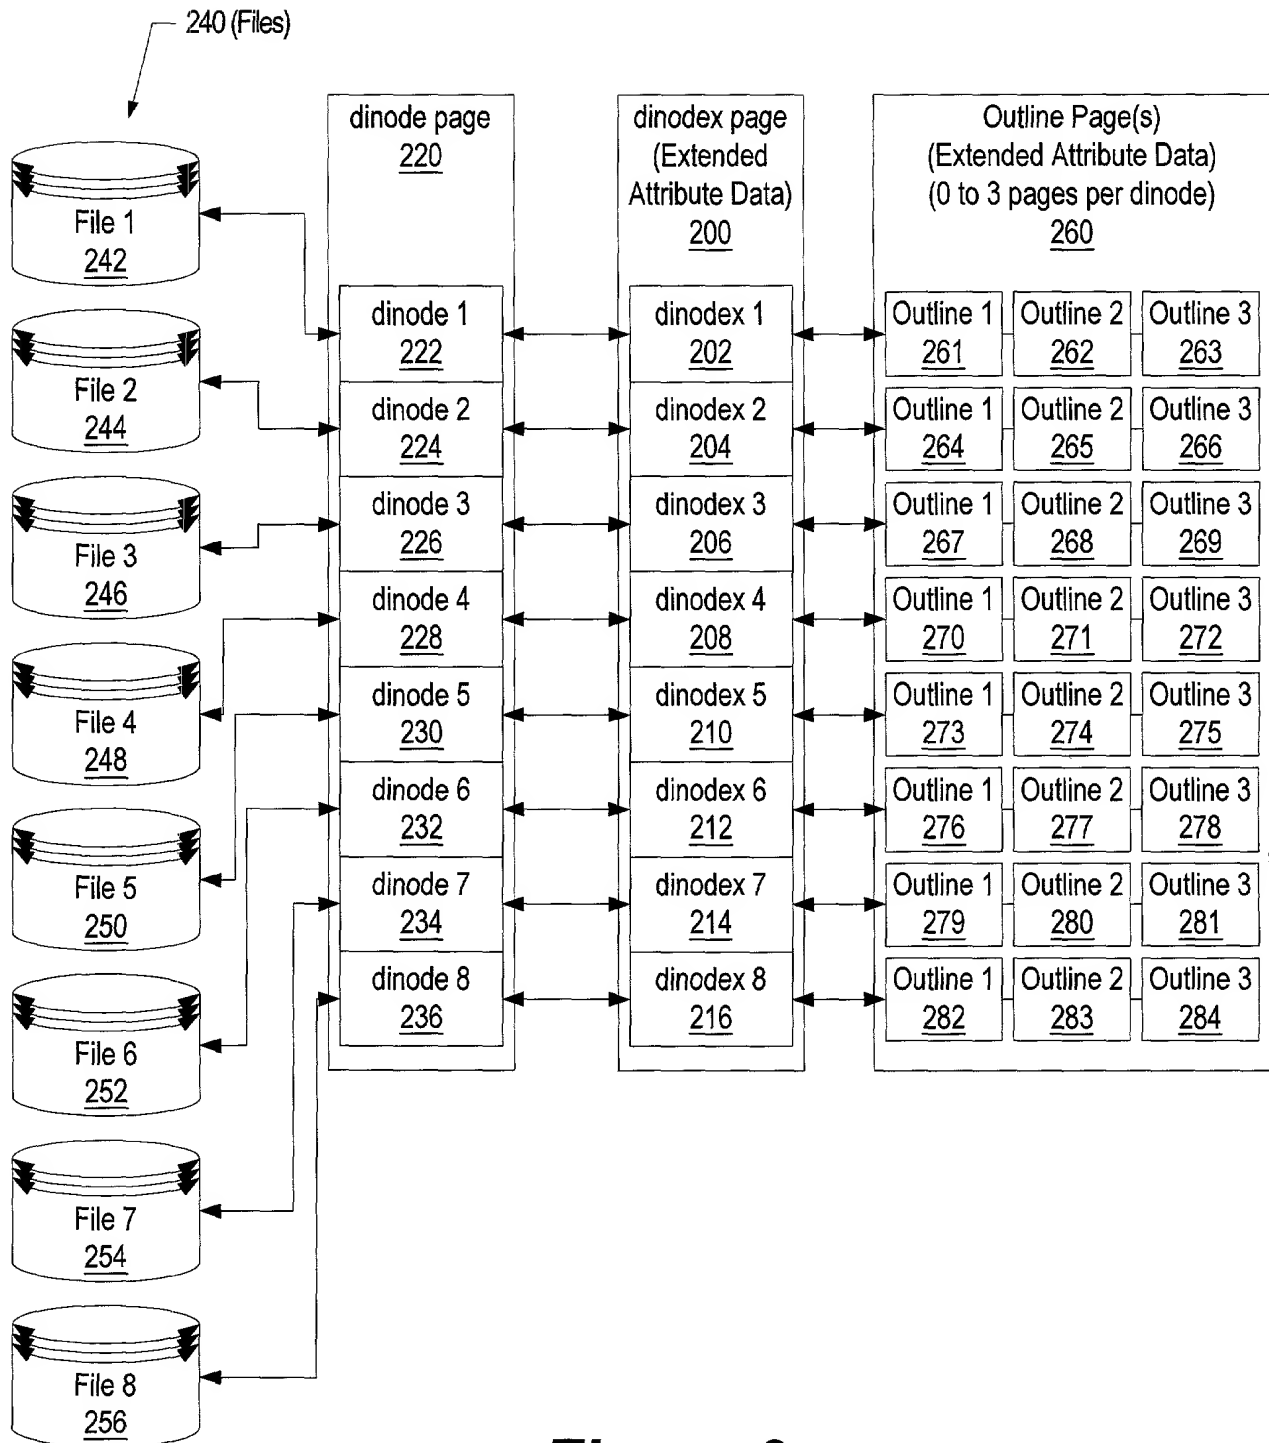 240 (Files)
dinode page
220
dinodex page
(Extended
Attribute Data)
200
Outline Page(s)
(Extended Attribute Data)
(0 to 3 pages per dinode)
260
File 1
242
File 2
244
File 3
246
File 4
248
File 5
250
File 6
252
File 7
254
File 8
256
dinode 1
222
dinode 2
224
dinode 3
226
dinode 4
228
dinode 5
230
dinode 6
232
dinode 7
234
dinode 8
236
dinodex 1
202
dinodex 2
204
dinodex 3
206
dinodex 4
208
dinodex 5
210
dinodex 6
212
dinodex 7
214
dinodex 8
216
Outline 1 Outline 2 Outline 3
261 262 263
Outline 1 Outline 2 Outline 3
264 265 266
Outline 1 Outline 2 Outline 3
267 268 269
Outline 1 Outline 2 Outline 3
270 271 272
Outline 1 Outline 2 Outline 3
273 274 275
Outline 1 Outline 2 Outline 3
276 277 278
Outline 1 Outline 2 Outline 3
279 280 281
Outline 1 Outline 2 Outline 3
282 283 284